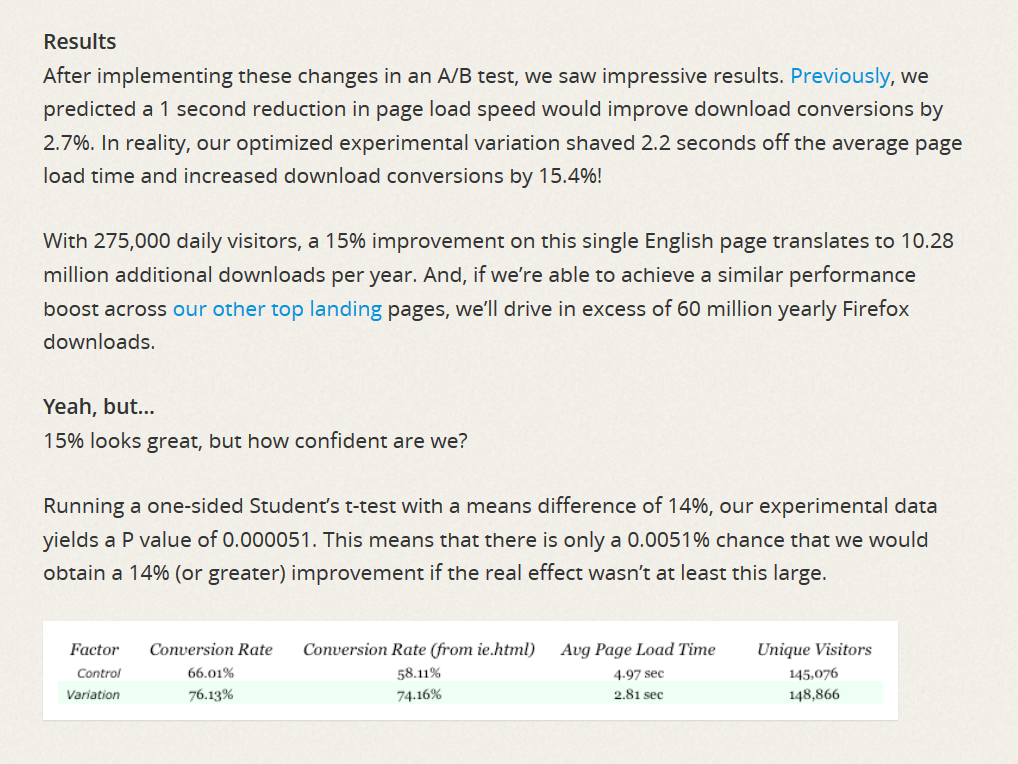 Results
After implementing these changes in an A/B test, we saw impressive results. Previously, we
predicted a 1 second reduction in page load speed would improve download conversions by
2.7%. In reality, our optimized experimental variation shaved 2.2 seconds off the average page
load time and increased download conversions by 15.4%!
With 275,000 daily visitors, a 15% improvement on this single English page translates to 10.28
million additional downloads per year. And, if we’re able to achieve a similar performance
boost across our other top landing pages, we’ll drive in excess of 60 million yearly Firefox
downloads.
Yeah, but…
15% looks great, but how confident are we?
Running a one-sided Student’s t-test with a means difference of 14%, our experimental data
yields a P value of 0.000051. This means that there is only a 0.0051% chance that we would
obtain a 14% (or greater) improvement if the real effect wasn’t at least this large.
Factor Conversion Rate Conversion Rate (from ie.html) Avg Page Load Time Unique Visitors
Control 66.01% 58.11% 4.97 sec 145,076
Variation 76.13% 74.16% 2.81 sec 148,866